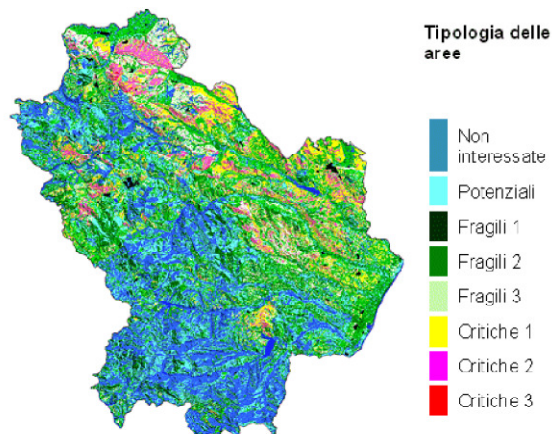 Tipologia delle
aree
Non
interessate
Potenziali
Fragili 1
Fragili 2
Fragili 3
Critiche 1
Critiche 2
Critiche 3